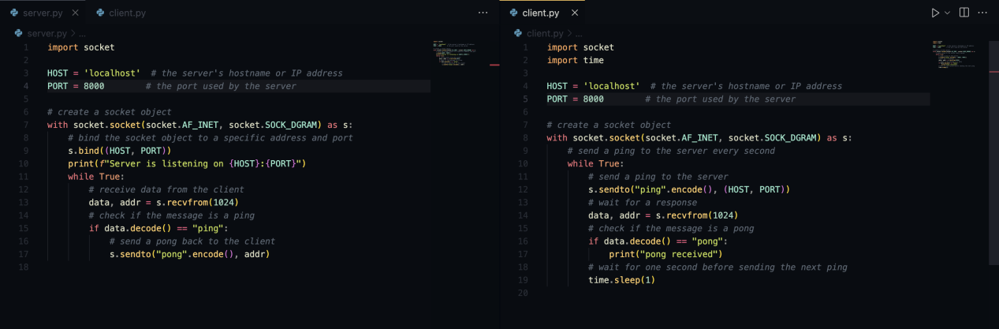 server.py
client.py
server.py > ...
1 import socket
2
3 HOST = 'localhost'  # the server's hostname or IP address
4 PORT = 8000        # the port used by the server
5
6 # create a socket object
7 with socket.socket(socket.AF_INET, socket.SOCK_DGRAM) as s:
8     # bind the socket object to a specific address and port
9     s.bind((HOST, PORT))
10     print(f"Server is listening on {HOST}:{PORT}")
11     while True:
12         # receive data from the client
13         data, addr = s.recvfrom(1024)
14         # check if the message is a ping
15         if data.decode() == "ping":
16             # send a pong back to the client
17             s.sendto("pong".encode(), addr)
18
client.py
client.py > ...
1 import socket
2 import time
3
4 HOST = 'localhost'  # the server's hostname or IP address
5 PORT = 8000        # the port used by the server
6
7 # create a socket object
8 with socket.socket(socket.AF_INET, socket.SOCK_DGRAM) as s:
9     # send a ping to the server every second
10     while True:
11         # send a ping to the server
12         s.sendto("ping".encode(), (HOST, PORT))
13         # wait for a response
14         data, addr = s.recvfrom(1024)
15         # check if the message is a pong
16         if data.decode() == "pong":
17             print("pong received")
18         # wait for one second before sending the next ping
19         time.sleep(1)
20